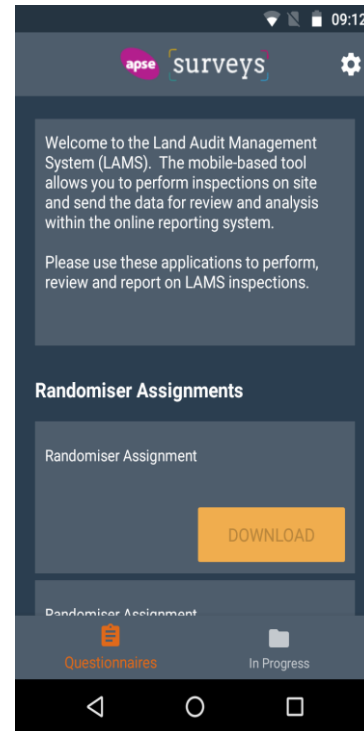 09:12
apse surveys
Welcome to the Land Audit Management
System (LAMS). The mobile-based tool
allows you to perform inspections on site
and send the data for review and analysis
within the online reporting system.
Please use these applications to perform,
review and report on LAMS inspections.
Randomiser Assignments
Randomiser Assignment
DOWNLOAD
Randomiser Assignment
Questionnaires
In Progress